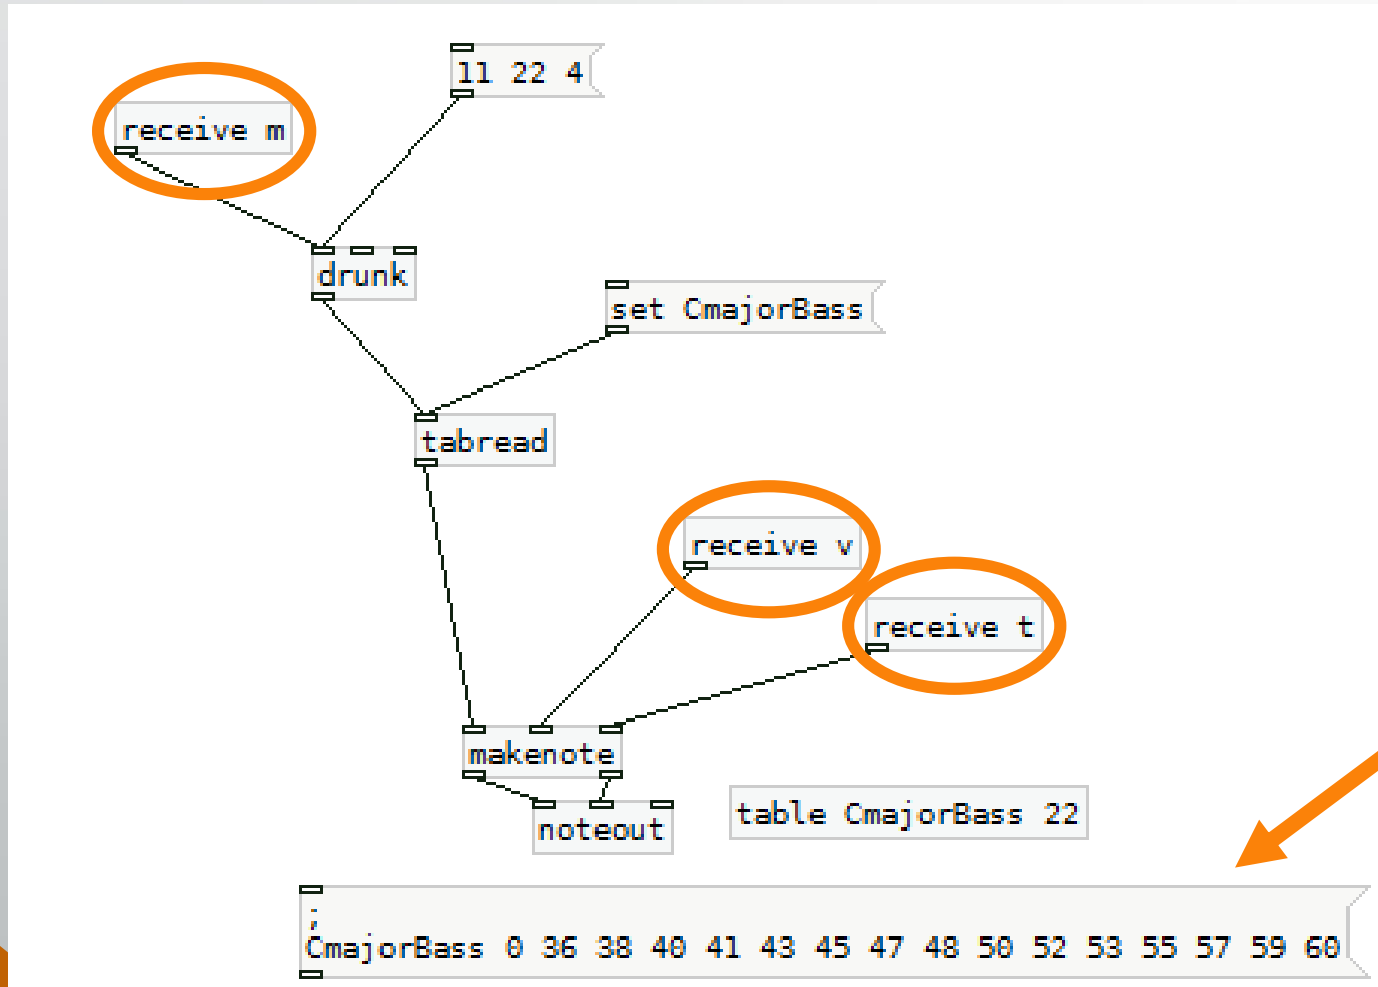 11 22 4
receive m
drunk
set CmajorBass
tabread
receive v
receive t
makenote
table CmajorBass 22
noteout
;
CmajorBass 0 36 38 40 41 43 45 47 48 50 52 53 55 57 59 60